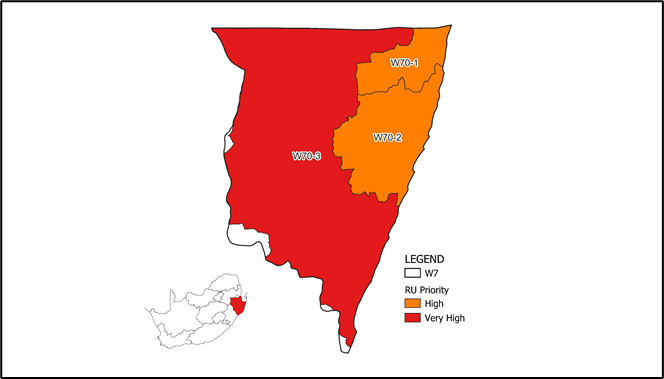 W70-1
W70-2
W70-3
LEGEND
W7
RU Priority
High
Very High